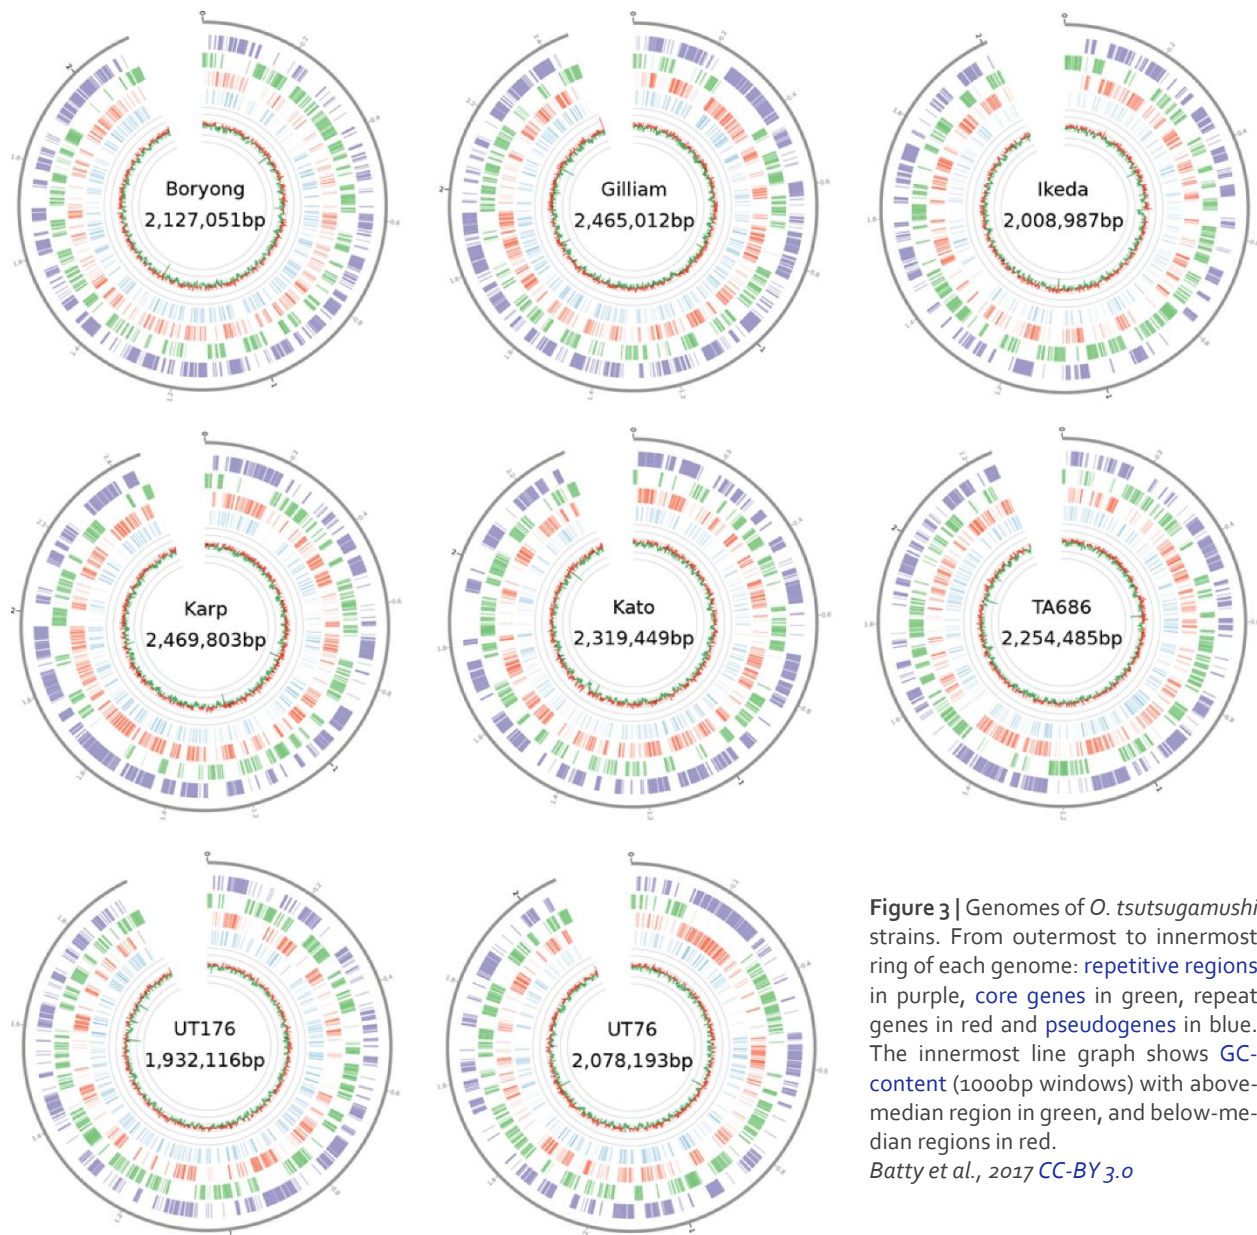 Boryong
2,127,051bp
Gilliam
2,465,012bp
Ikeda
2,008,987bp
Karp
2,469,803bp
Kato
2,319,449bp
TA686
2,254,485bp
UT176
1,932,116bp
UT76
2,078,193bp
Figure 3 | Genomes of O. tsutsugamushi
strains. From outermost to innermost
ring of each genome: repetitive regions
in purple, core genes in green, repeat
genes in red and pseudogenes in blue.
The innermost line graph shows GC-
content (1000bp windows) with above-
median region in green, and below-me-
dian regions in red.
Batty et al., 2017 CC-BY 3.0